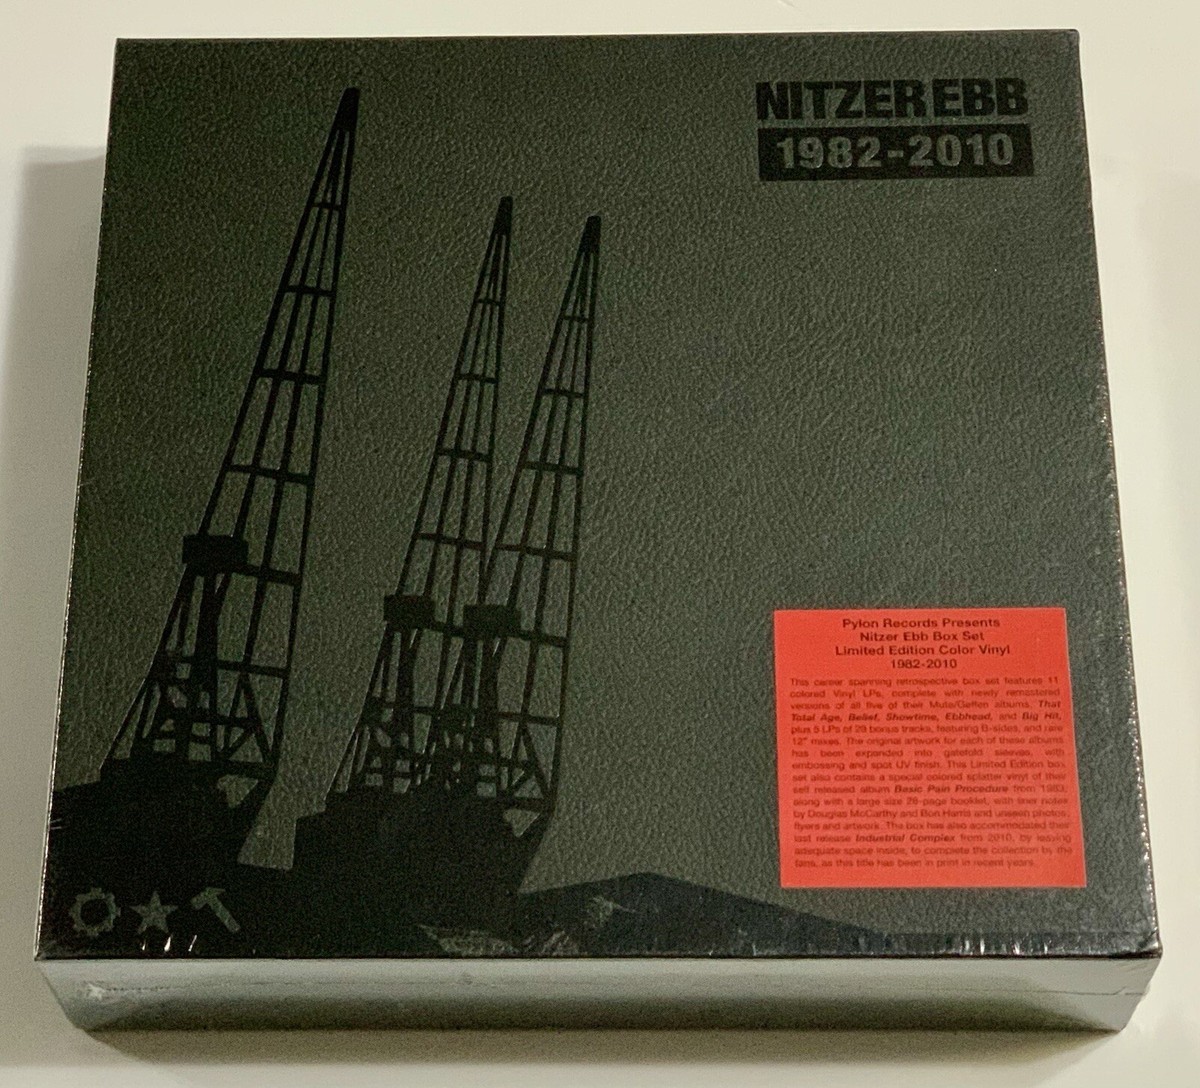 NITZER EBB
1982-2010
Pylon Records Presents
Nitzer Ebb Box Set
Limited Edition Color Vinyl
1982-2010
This career spanning retrospective box set features 11
colored Vinyl LPs, complete with newly remastered
versions of all five of their Mute/Geffen albums, That
Total Age, Belief, Showtime, Ebbhead, and Big Hit,
plus 5 LPs of 29 bonus tracks, featuring B-sides, and rare
12" mixes. The original artwork for each of these albums
has been expanded into gatefold sleeves, with
embossing and spot UV finish. This Limited Edition box
set also contains a special colored splatter vinyl of their
self released album Basic Pain Procedure from 1983,
along with a large size 28-page booklet, with liner notes
by Douglas McCarthy and Bon Harris and unseen photos,
flyers and artwork. The box has also accommodated their
last release Industrial Complex from 2010, by leaving
adequate space inside, to complete the collection by the
fans, as this title has been in print in recent years.